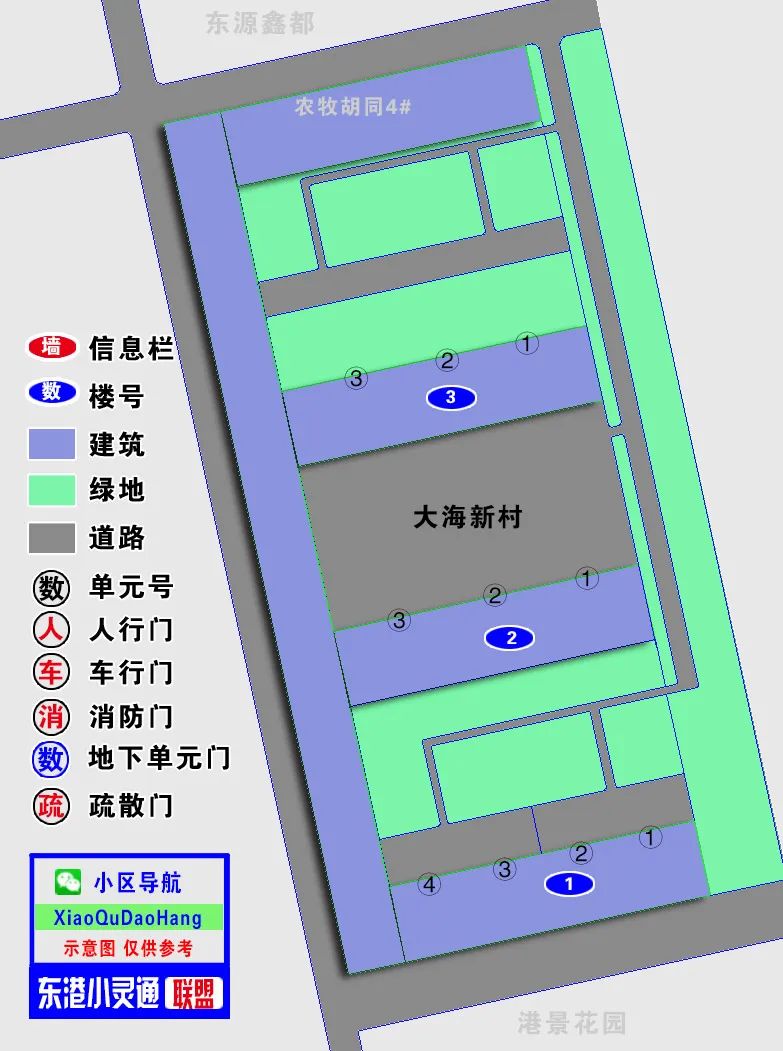 东源鑫都
农牧胡同4#
墙 信息栏
数 楼号
建筑
绿地
道路
数 单元号
人 人行门
车 车行门
消 消防门
数 地下单元门
疏 疏散门
③ ② ①
3
大海新村
③ ② ①
2
④ ③ ② ①
1
小区导航
XiaoQuDaoHang
示意图 仅供参考
东港小灵通 联盟
港景花园